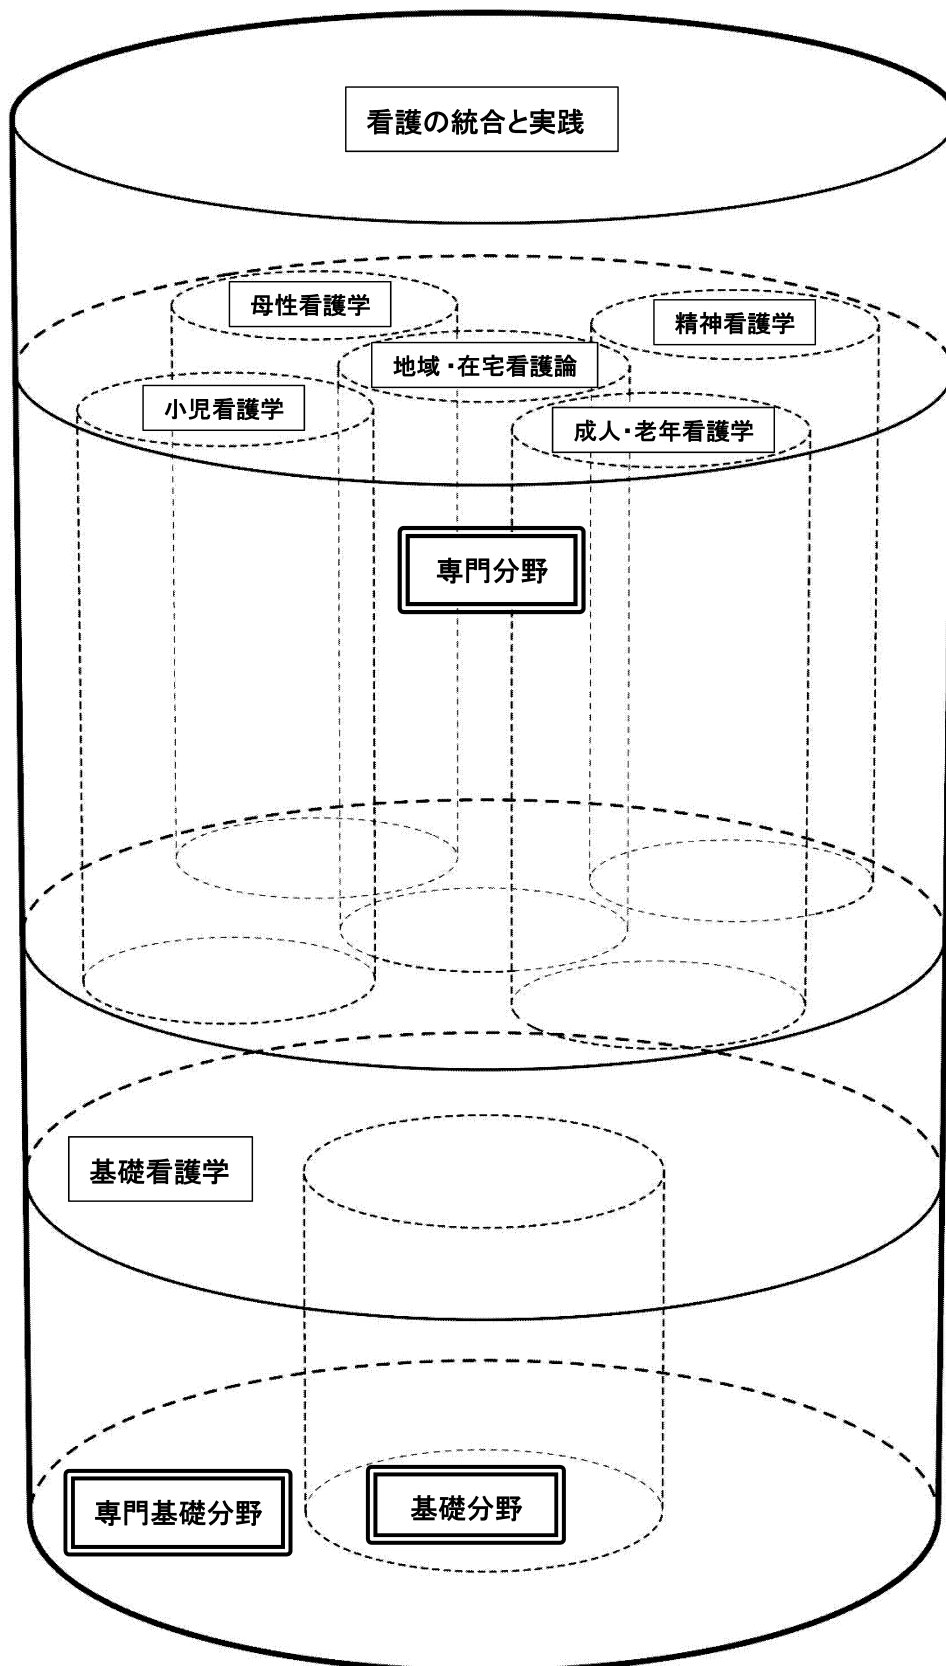 看護の統合と実践
母性看護学
精神看護学
地域・在宅看護論
小児看護学
成人・老年看護学
専門分野
基礎看護学
専門基礎分野
基礎分野